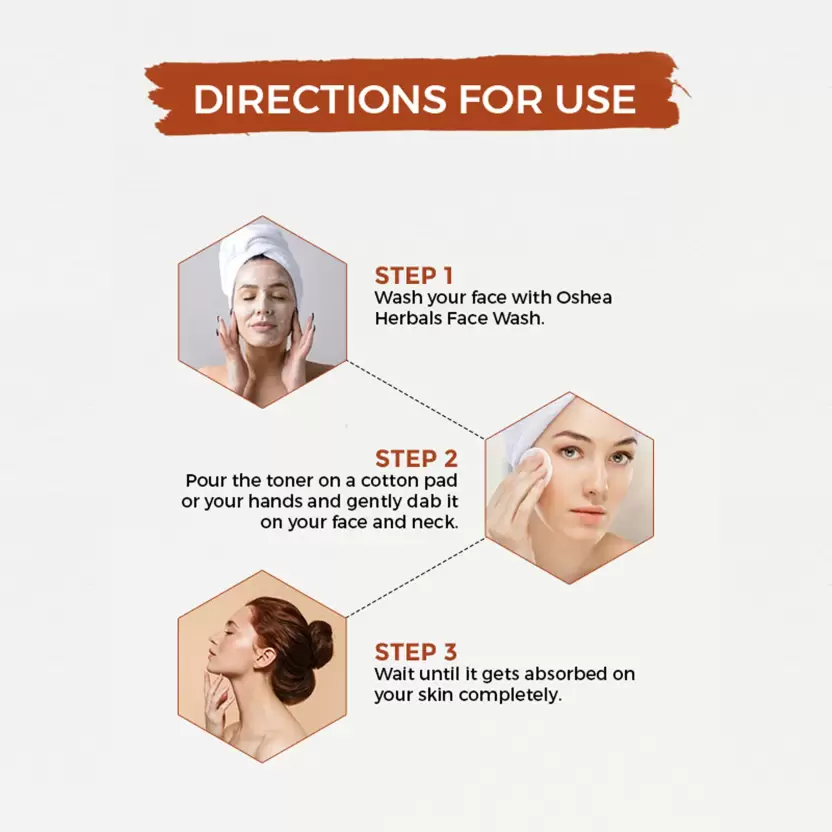 DIRECTIONS FOR USE
STEP 1
Wash your face with Oshea
Herbals Face Wash.
STEP 2
Pour the toner on a cotton pad
or your hands and gently dab it
on your face and neck.
STEP 3
Wait until it gets absorbed on
your skin completely.